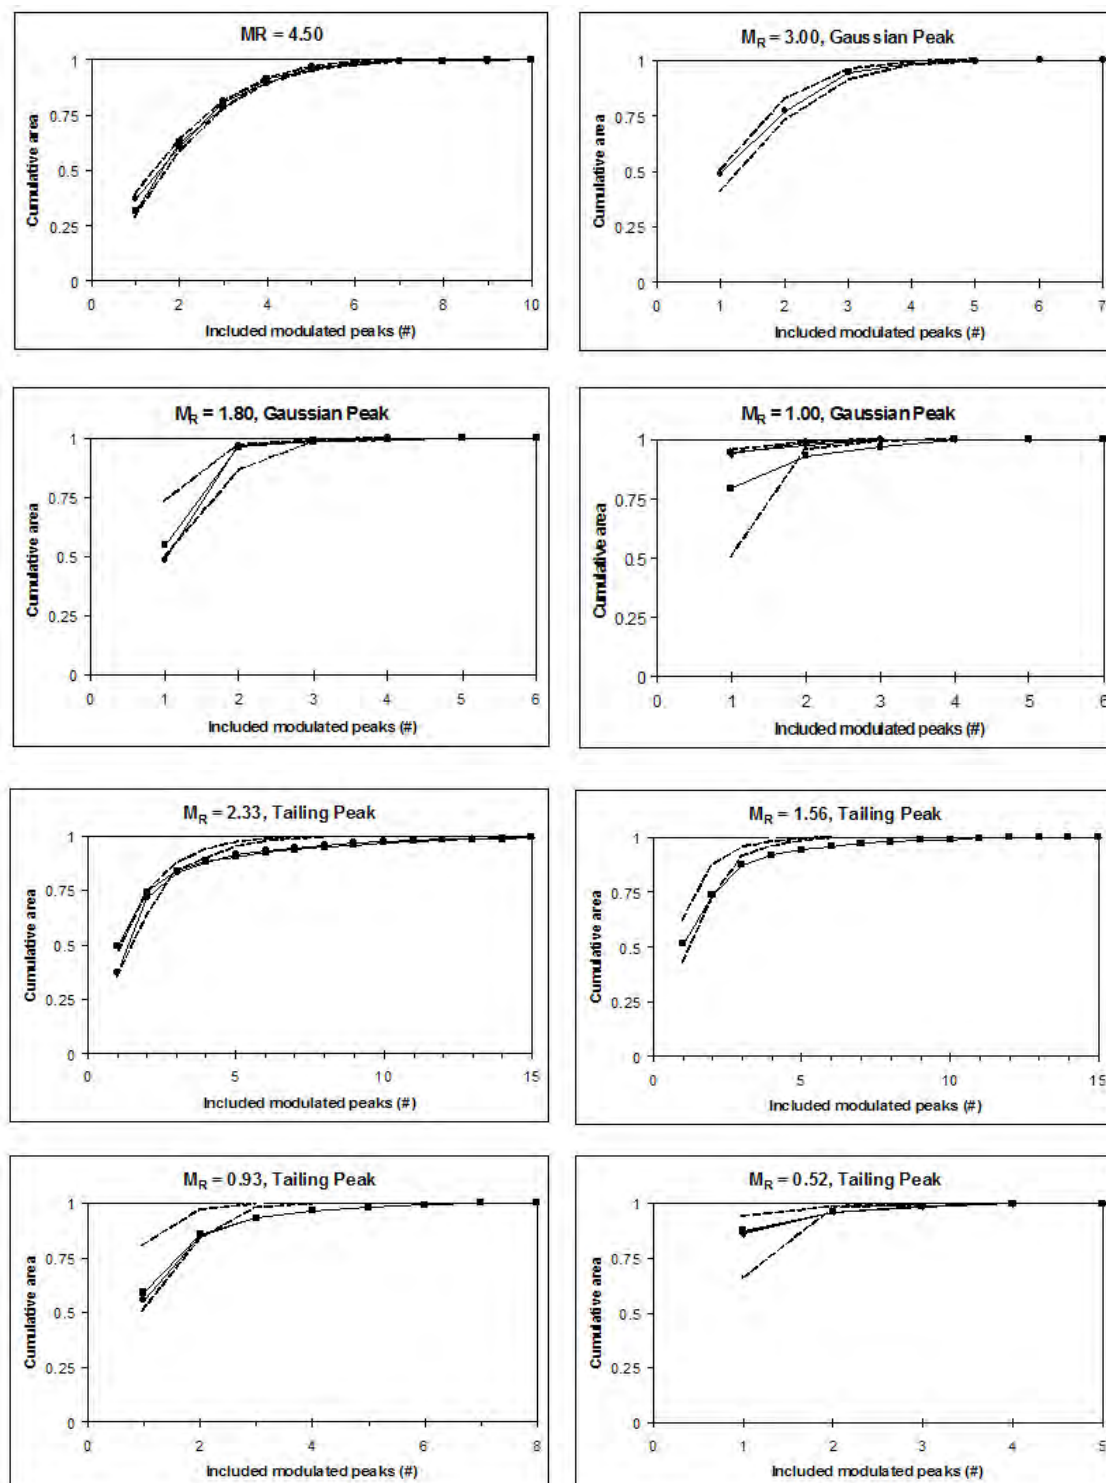 MR = 4.50
1
0.75
0.5
0.25
0
Cumulative area
0 2 4 6 8 10
Included modulated peaks (#)
M_R = 3.00, Gaussian Peak
1
0.75
0.5
0.25
0
Cumulative area
0 1 2 3 4 5 6 7
Included modulated peaks (#)
M_R = 1.80, Gaussian Peak
1
0.75
0.5
0.25
0
Cumulative area
0 1 2 3 4 5 6
Included modulated peaks (#)
M_R = 1.00, Gaussian Peak
1
0.75
0.5
0.25
0
Cumulative area
0 1 2 3 4 5 6
Included modulated peaks (#)
M_R = 2.33, Tailing Peak
1
0.75
0.5
0.25
0
Cumulative area
0 5 10 15
Included modulated peaks (#)
M_R = 1.56, Tailing Peak
1
0.75
0.5
0.25
0
Cumulative area
0 5 10 15
Included modulated peaks (#)
M_R = 0.93, Tailing Peak
1
0.75
0.5
0.25
0
Cumulative area
0 2 4 6 8
Included modulated peaks (#)
M_R = 0.52, Tailing Peak
1
0.75
0.5
0.25
0
Cumulative area
0 1 2 3 4 5
Included modulated peaks (#)